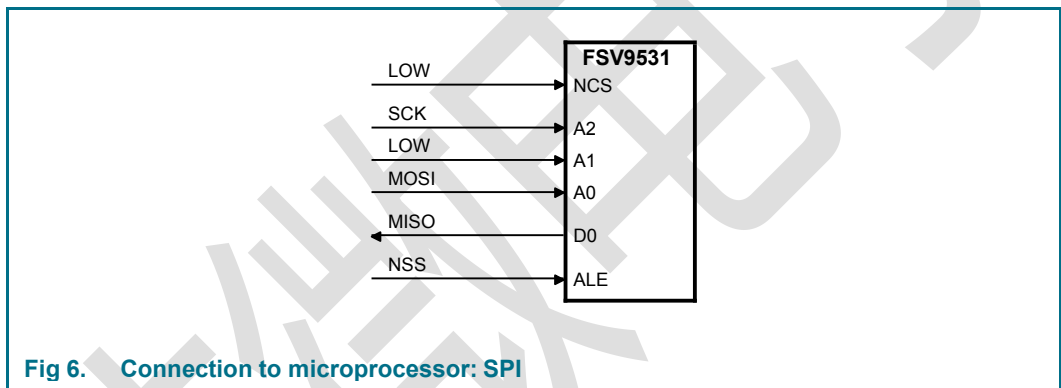 FSV9531
LOW NCS
SCK A2
LOW A1
MOSI A0
MISO D0
NSS ALE
Fig 6. Connection to microprocessor: SPI